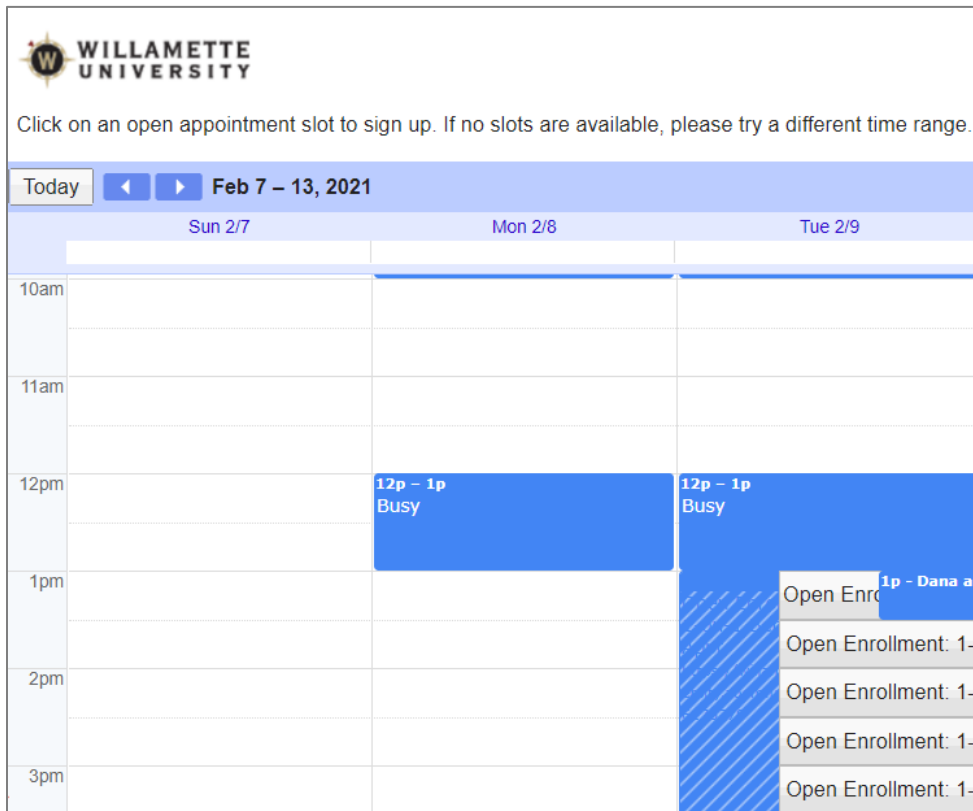 W
WILLAMETTE
UNIVERSITY
Click on an open appointment slot to sign up. If no slots are available, please try a different time range.
Today Feb 7 – 13, 2021
Sun 2/7 Mon 2/8 Tue 2/9
10am
11am
12pm 12p – 1p 12p – 1p
Busy Busy
1pm Open Enro 1p - Dana a
Open Enrollment: 1-
2pm
Open Enrollment: 1-
Open Enrollment: 1-
3pm
Open Enrollment: 1-